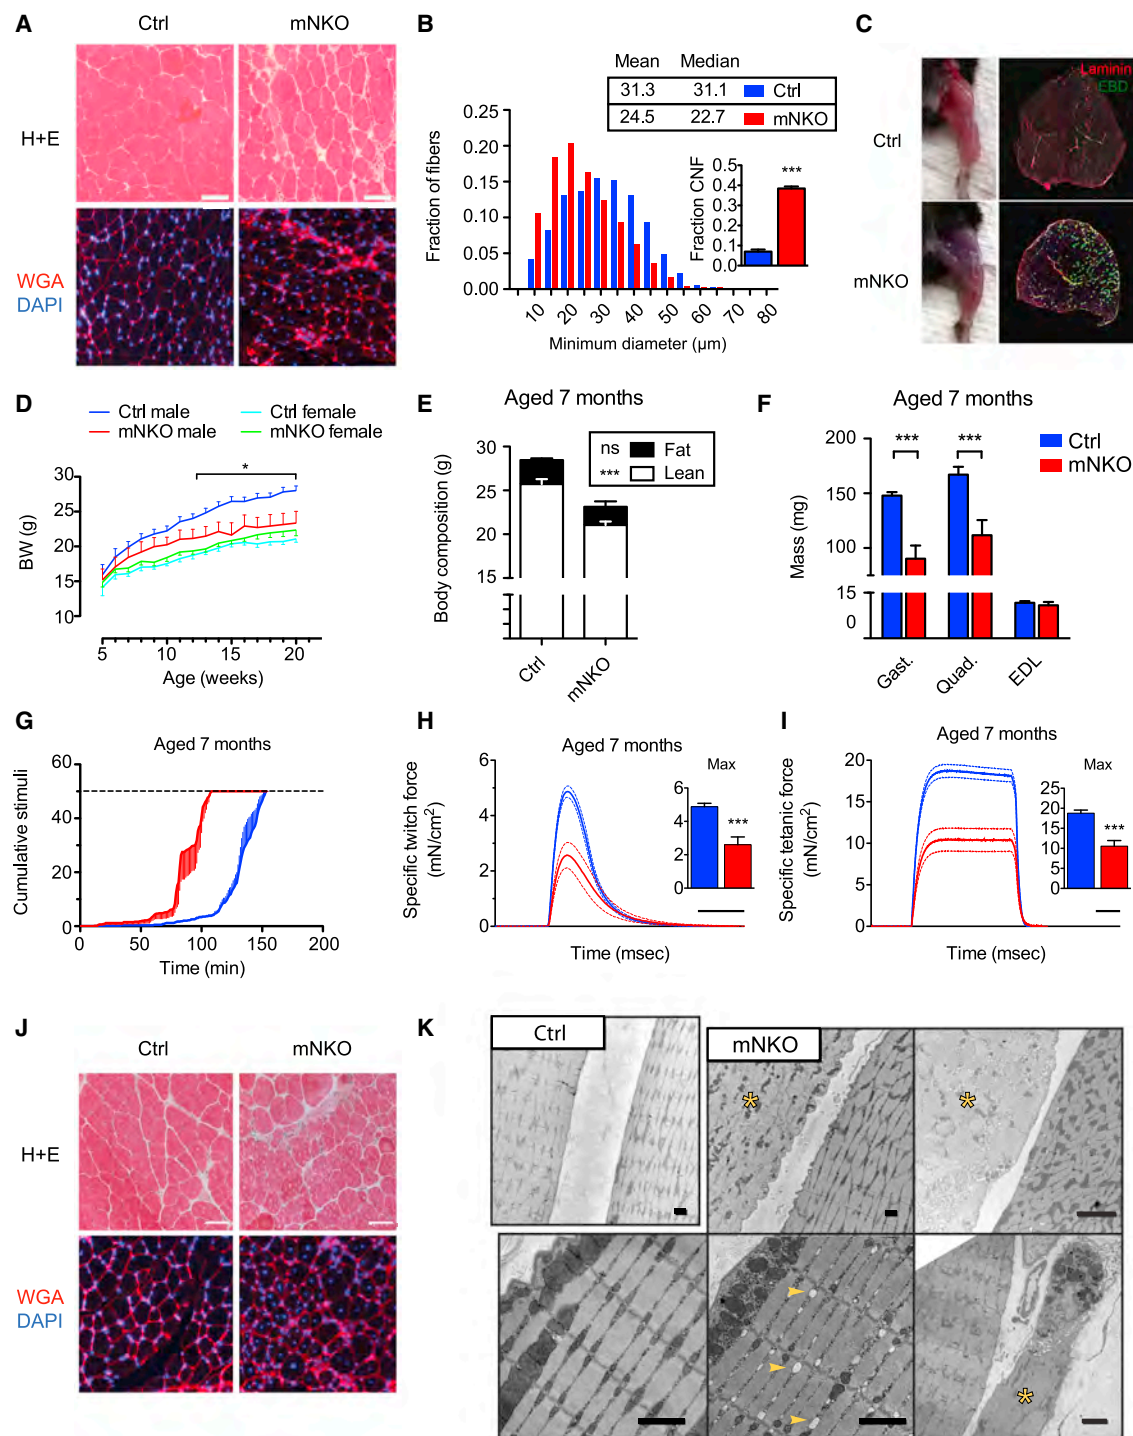 A
Ctrl
mNKO
H+E
WGA
DAPI
B
Mean Median
31.3 31.1 Ctrl
24.5 22.7 mNKO
Fraction of fibers
0.25
0.20
0.15
0.10
0.05
0.00
10 20 30 40 50 60 70 80
Minimum diameter (µm)
Fraction CNF
0.5
0.4
0.3
0.2
0.1
0
***
C
Laminin
EBD
Ctrl
mNKO
D
Ctrl male
Ctrl female
mNKO male
mNKO female
*
BW (g)
30
25
20
15
10
5 10 15 20
Age (weeks)
E
Aged 7 months
ns Fat
*** Lean
Body composition (g)
30
25
20
15
Ctrl
mNKO
F
Aged 7 months
Ctrl
mNKO
*** ***
Mass (mg)
200
150
100
15
0
Gast.
Quad.
EDL
G
Aged 7 months
Cumulative stimuli
60
40
20
0
0 50 100 150 200
Time (min)
H
Aged 7 months
Specific twitch force
(mN/cm²)
6
4
2
0
Max
6
4
2
0
***
Time (msec)
I
Aged 7 months
Specific tetanic force
(mN/cm²)
20
15
10
5
0
Max
25
20
15
10
5
0
***
Time (msec)
J
Ctrl
mNKO
H+E
WGA
DAPI
K
Ctrl
mNKO
*
*
*